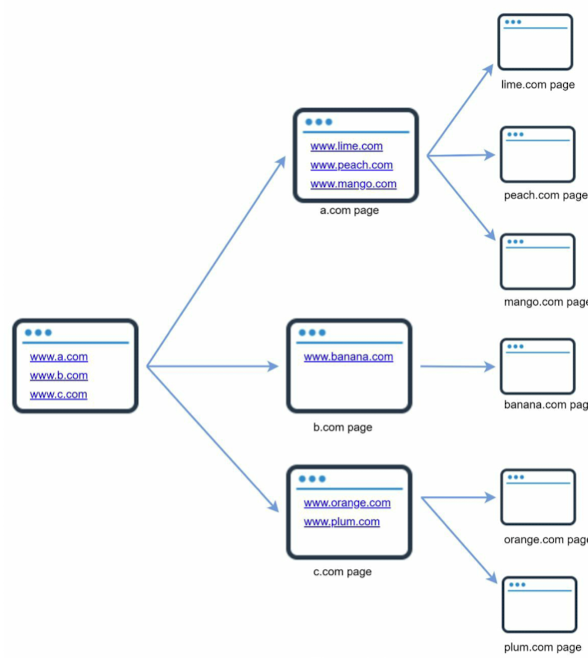 lime.com page
www.lime.com
www.peach.com
www.mango.com
a.com page
peach.com page
mango.com page
www.a.com
www.b.com
www.c.com
www.banana.com
b.com page
banana.com pag
www.orange.com
www.plum.com
c.com page
orange.com page
plum.com page